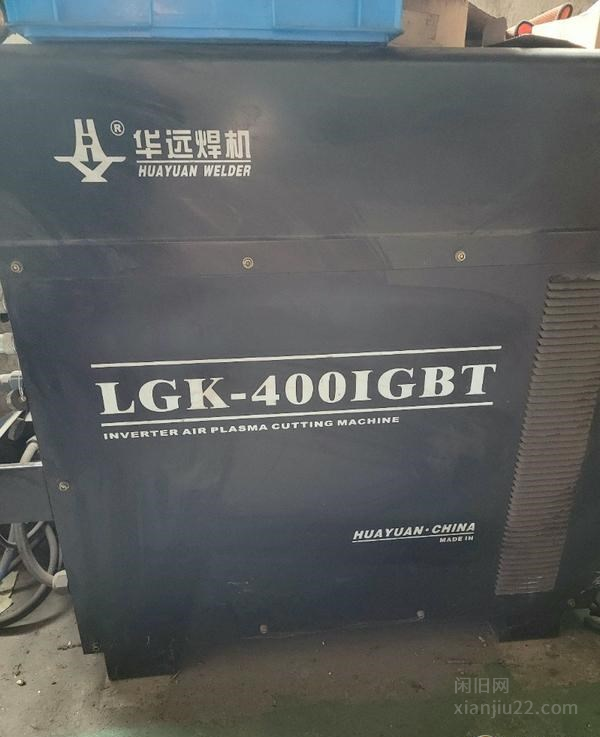 ®
华远焊机
HUAYUAN WELDER
LGK-400IGBT
INVERTER AIR PLASMA CUTTING MACHINE
HUAYUAN·CHINA
MADE IN
闲旧网
xianjiu22.com